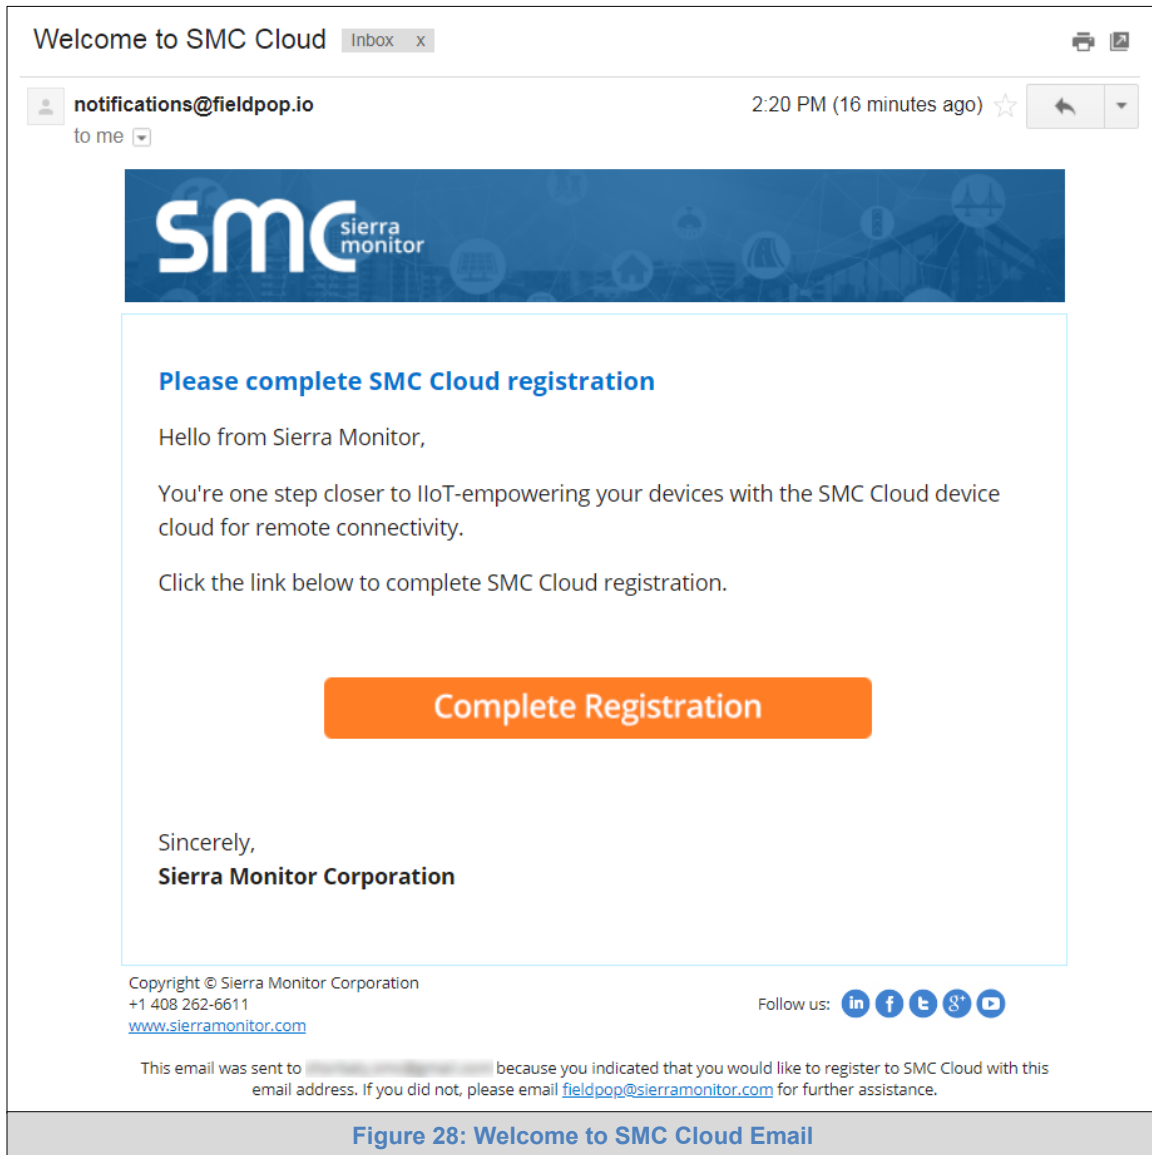 Welcome to SMC Cloud Inbox x
notifications@fieldpop.io 2:20 PM (16 minutes ago)
to me
smc sierra
monitor
Please complete SMC Cloud registration
Hello from Sierra Monitor,
You're one step closer to IIoT-empowering your devices with the SMC Cloud device
cloud for remote connectivity.
Click the link below to complete SMC Cloud registration.
Complete Registration
Sincerely,
Sierra Monitor Corporation
Copyright © Sierra Monitor Corporation
+1 408 262-6611
www.sierramonitor.com
Follow us: in f t g+
This email was sent to because you indicated that you would like to register to SMC Cloud with this
email address. If you did not, please email fieldpop@sierramonitor.com for further assistance.
Figure 28: Welcome to SMC Cloud Email